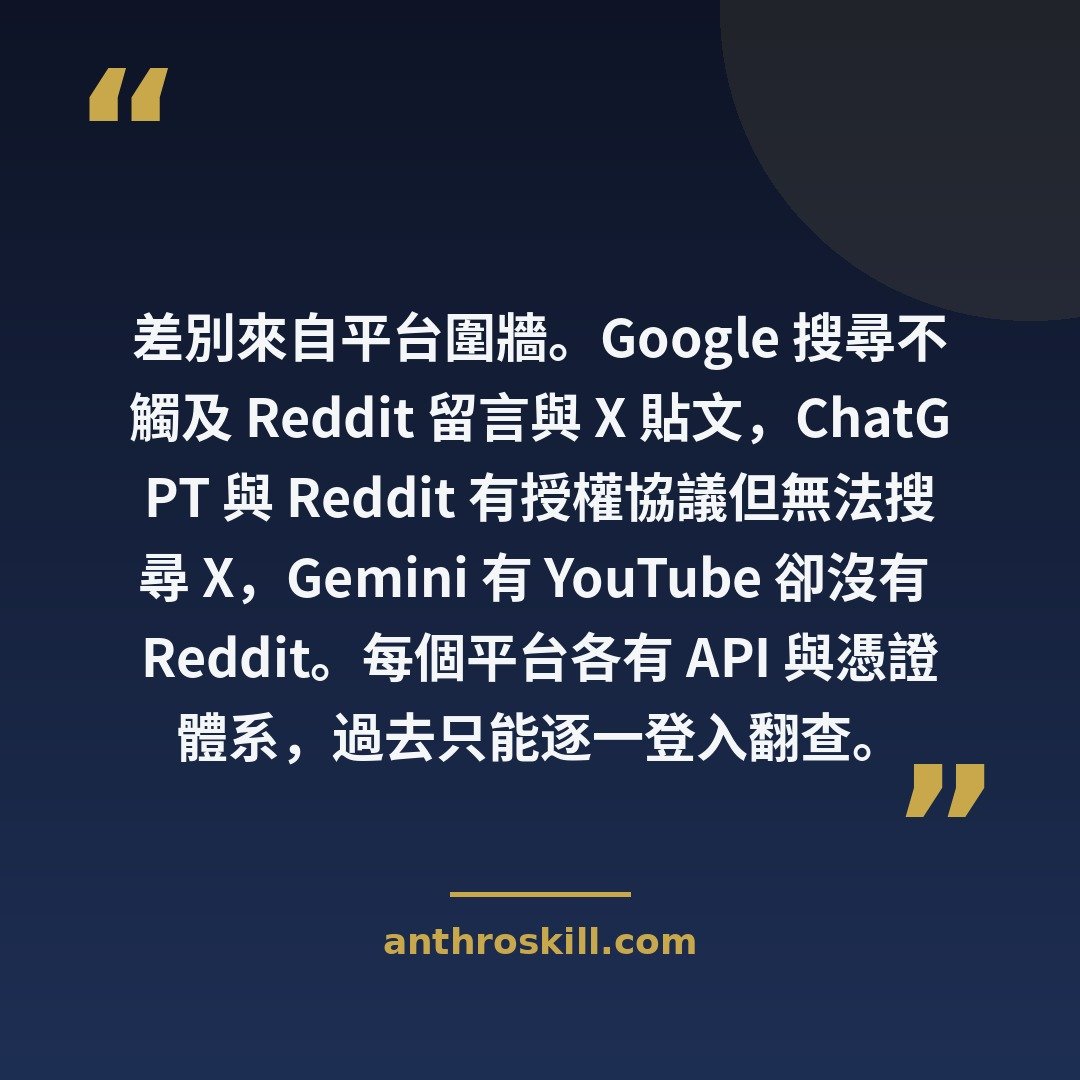 “
差別來自平台圍牆。Google 搜尋不
觸及 Reddit 留言與 X 貼文，ChatG
PT 與 Reddit 有授權協議但無法搜
尋 X，Gemini 有 YouTube 卻沒有
Reddit。每個平台各有 API 與憑證
體系，過去只能逐一登入翻查。
”
anthroskill.com